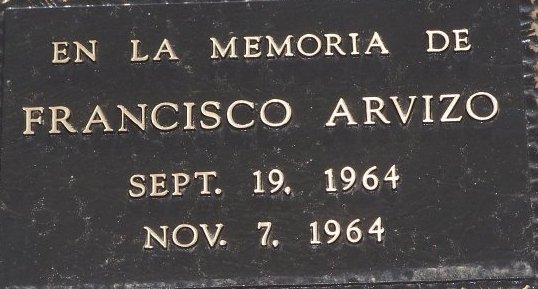 EN LA MEMORIA DE
FRANCISCO ARVIZO
SEPT. 19, 1964
NOV. 7, 1964